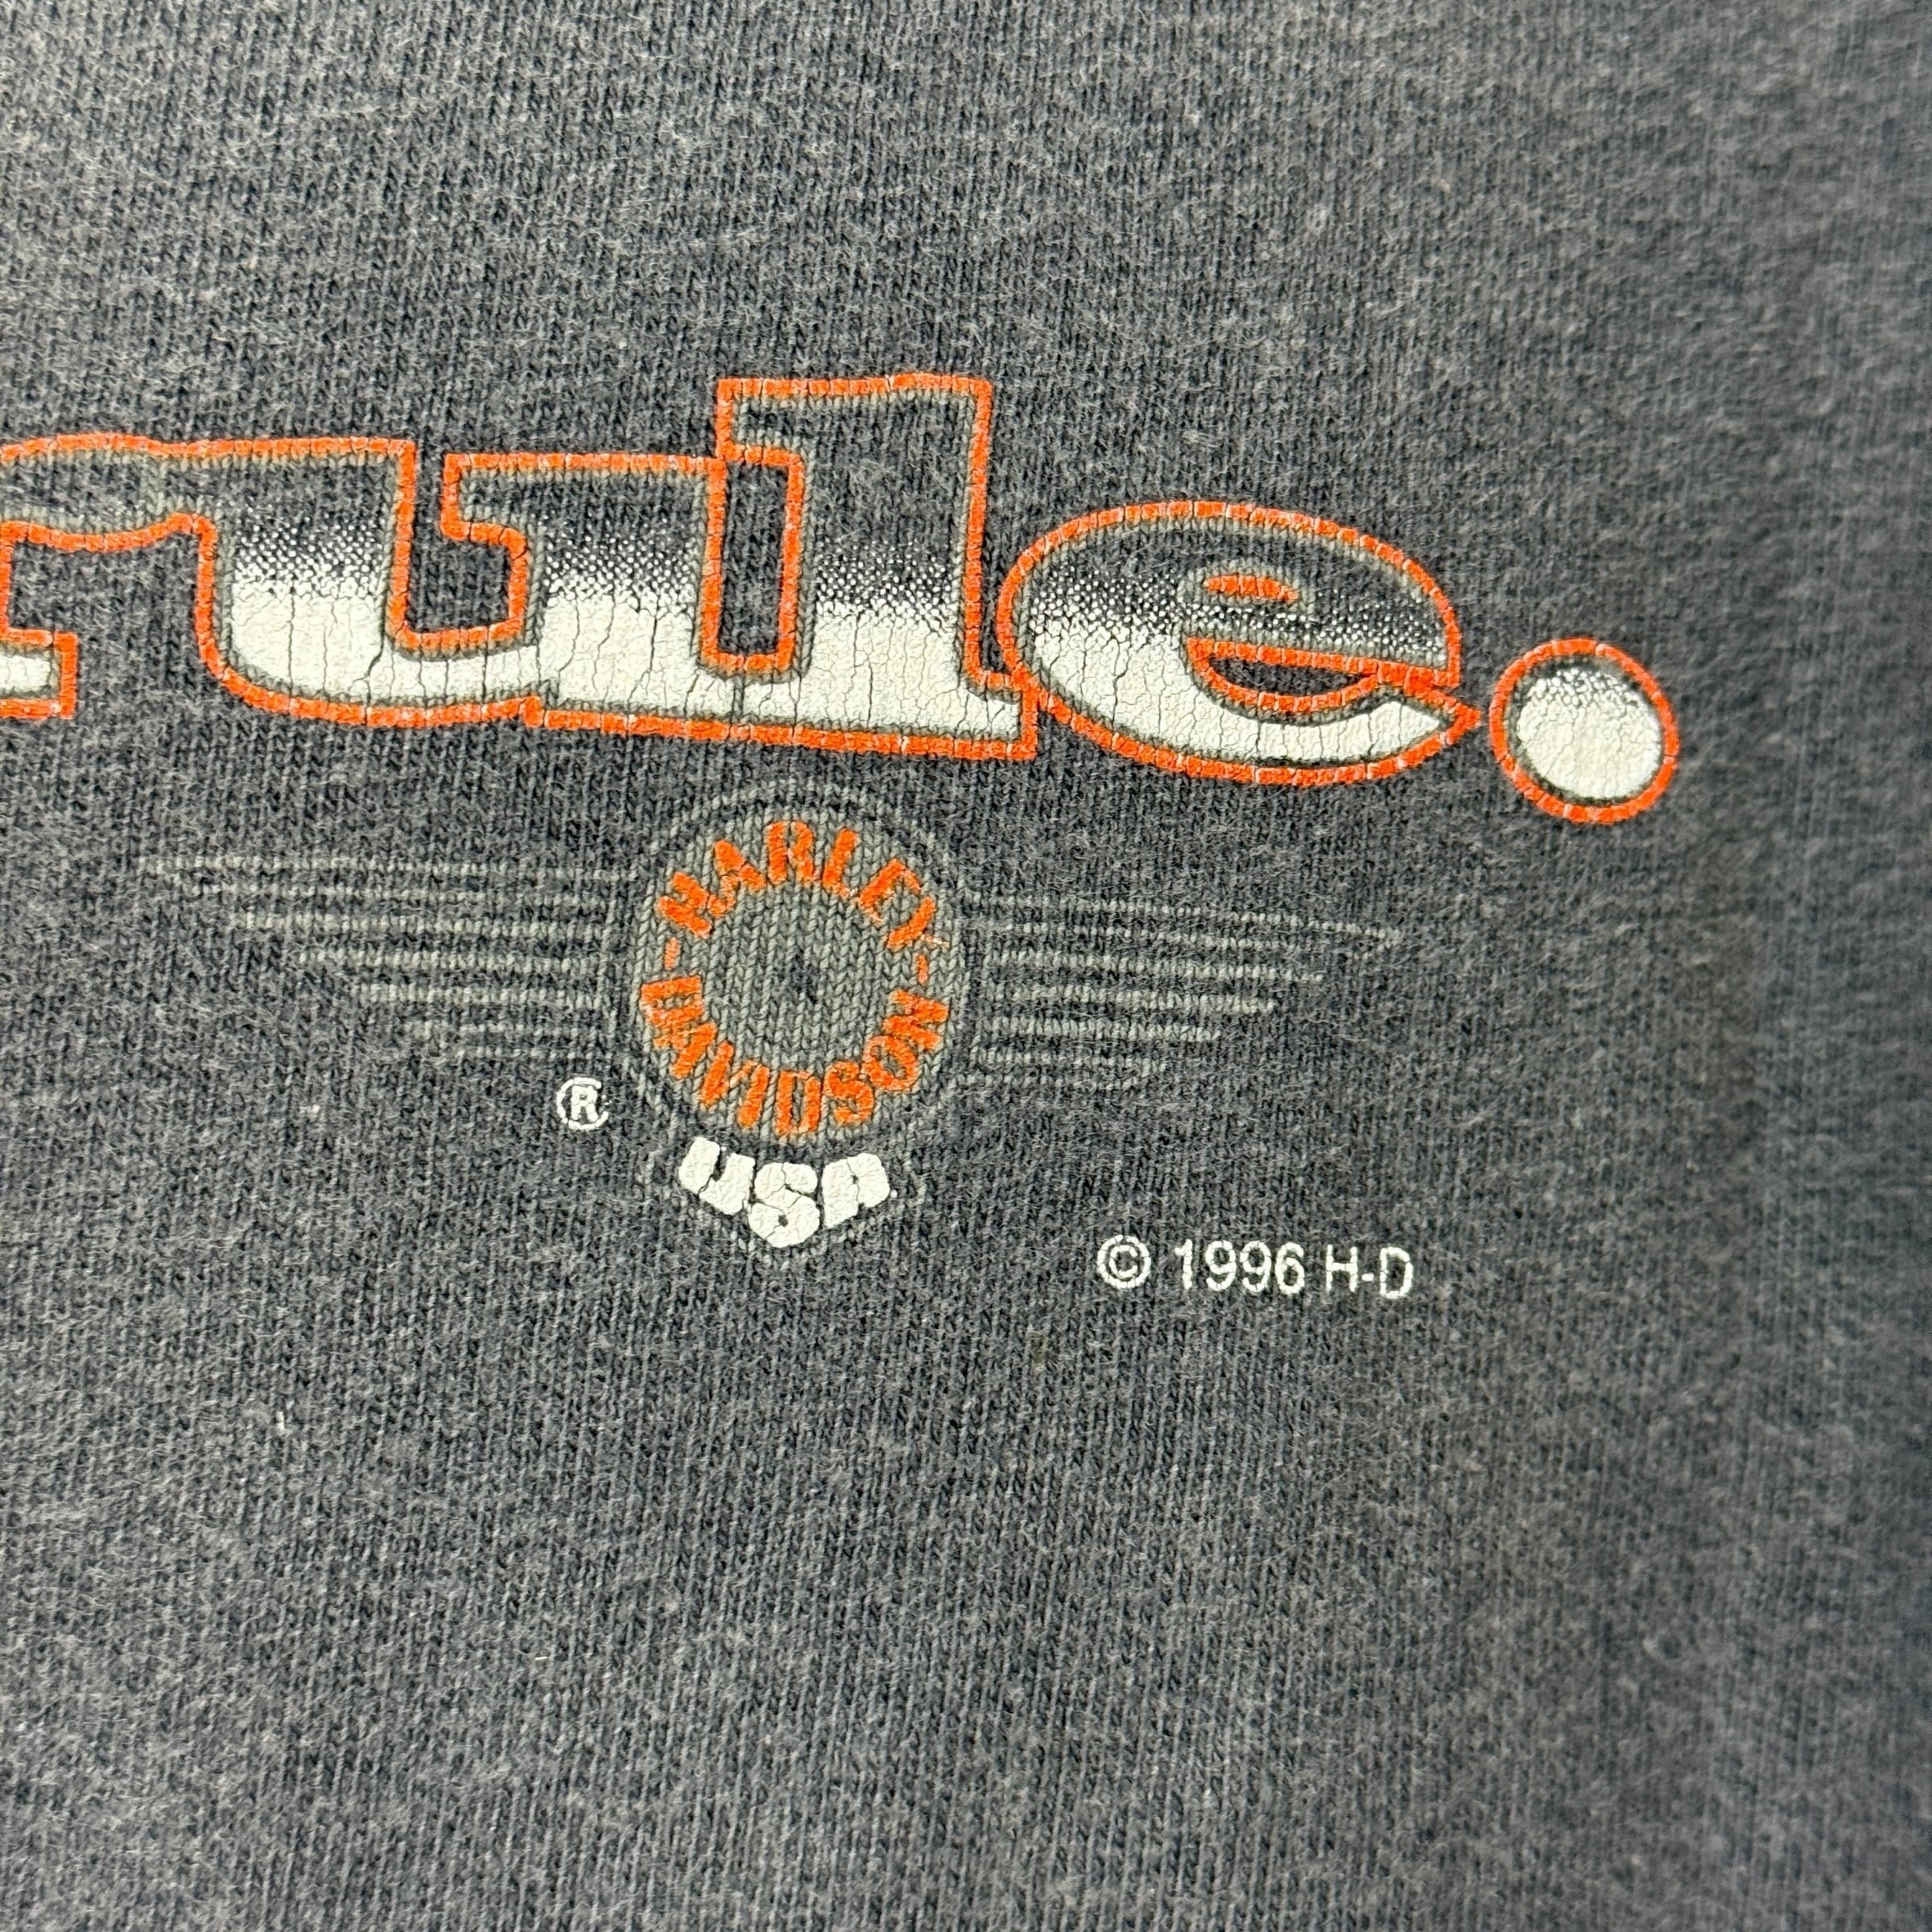 rule.
HARLEY-DAVIDSON
®
USA
© 1996 H-D